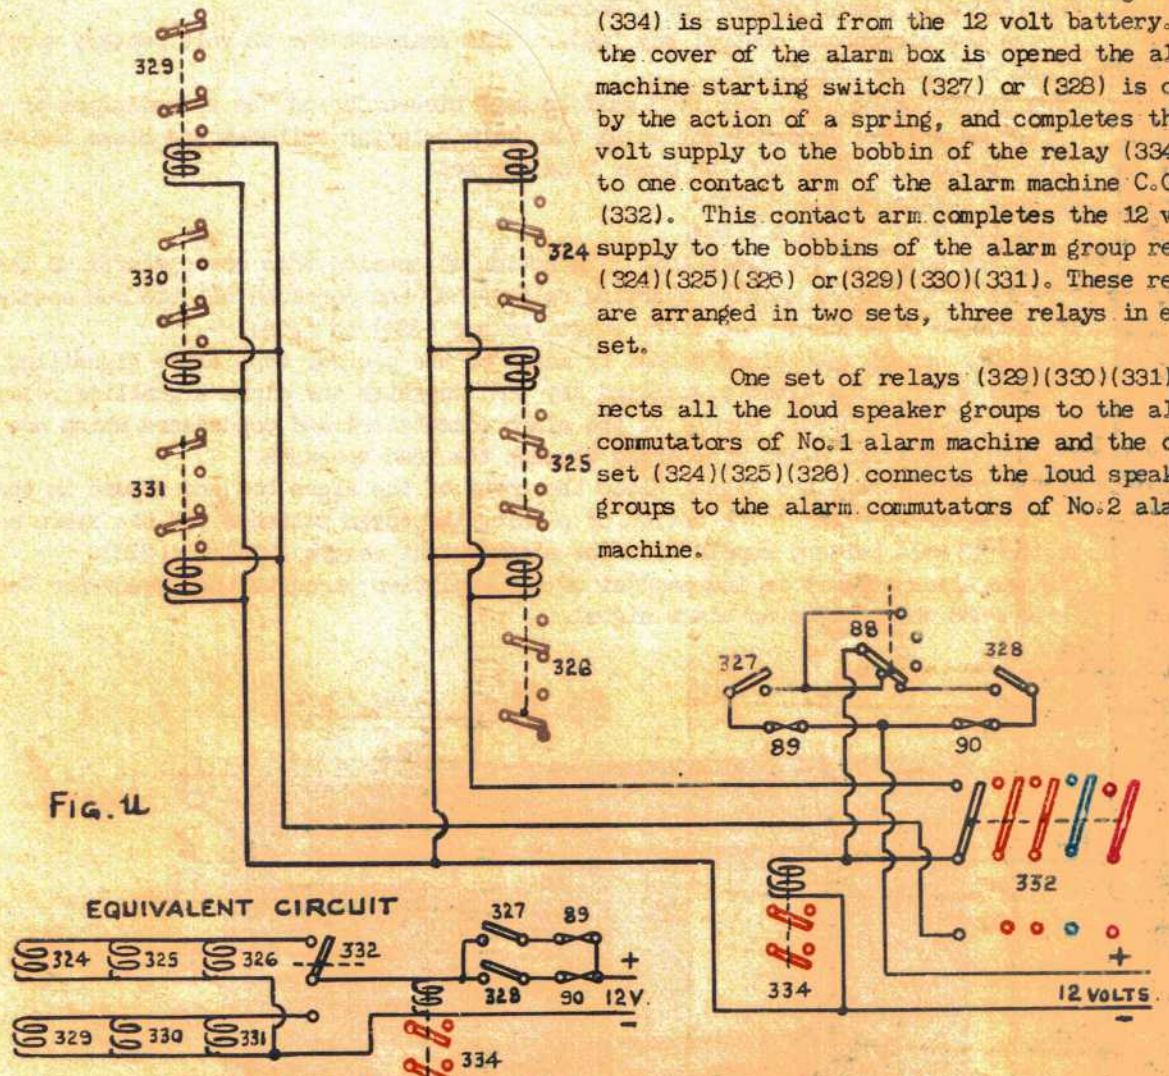 (334) is supplied from the 12 volt battery.
the cover of the alarm box is opened the al
machine starting switch (327) or (328) is c
by the action of a spring, and completes th
volt supply to the bobbin of the relay (334
to one contact arm of the alarm machine C.O
(332). This contact arm completes the 12 v
supply to the bobbins of the alarm group re
(324)(325)(326) or(329)(330)(331). These re
are arranged in two sets, three relays in e
set.
One set of relays (329)(330)(331)
nects all the loud speaker groups to the al
commutators of No.1 alarm machine and the o
set (324)(325)(326) connects the loud speak
groups to the alarm commutators of No.2 ala
machine.
329
330
331
324
325
326
88
327
328
89
90
332
334
+
12 VOLTS.
-
FIG. 11
EQUIVALENT CIRCUIT
324 325 326 332 327 89
328 90 12V.
+
-
329 330 331 334